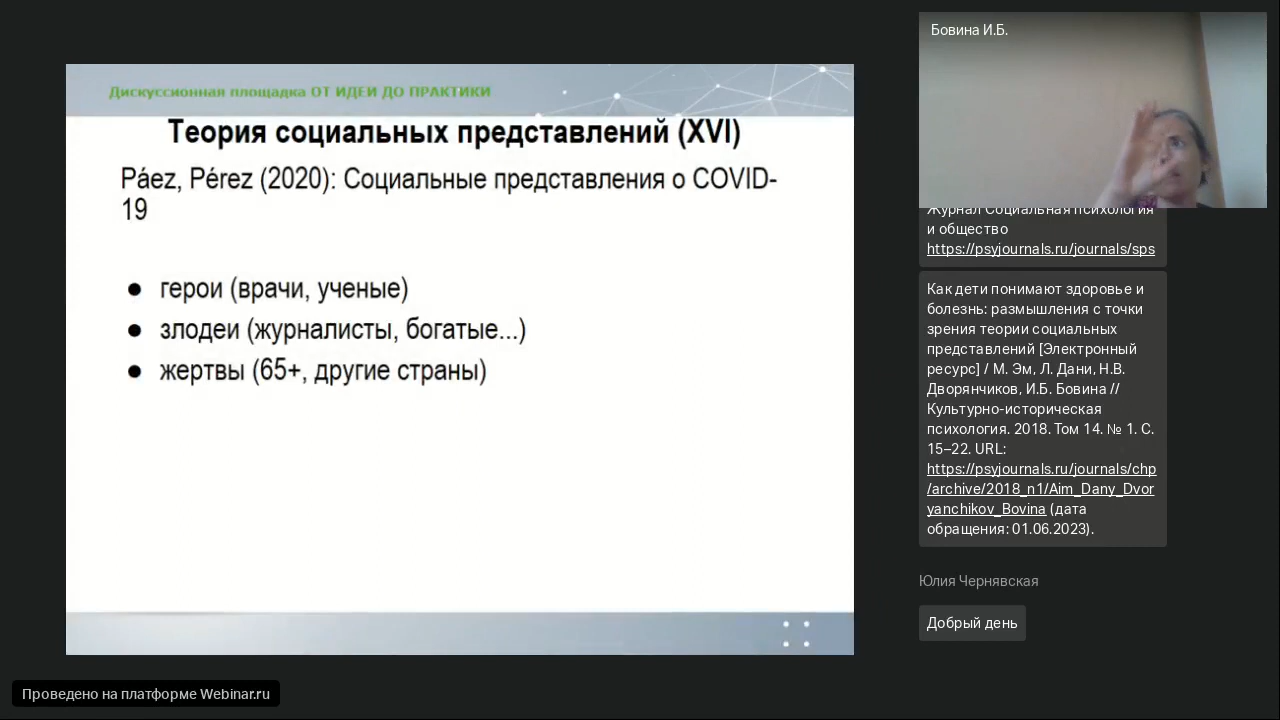 Дискуссионная площадка ОТ ИДЕИ ДО ПРАКТИКИ
Теория социальных представлений (XVI)
Páez, Pérez (2020): Социальные представления о COVID-
19
● герои (врачи, ученые)
● злодеи (журналисты, богатые...)
● жертвы (65+, другие страны)
Бовина И.Б.
Журнал Социальная психология
и общество
https://psyjournals.ru/journals/sps
Как дети понимают здоровье и
болезнь: размышления с точки
зрения теории социальных
представлений [Электронный
ресурс] / М. Эм, Л. Дани, Н.В.
Дворянчиков, И.Б. Бовина //
Культурно-историческая
психология. 2018. Том 14. № 1. С.
15–22. URL:
https://psyjournals.ru/journals/chp
/archive/2018_n1/Aim_Dany_Dvor
yanchikov_Bovina (дата
обращения: 01.06.2023).
Юлия Чернявская
Добрый день
Проведено на платформе Webinar.ru